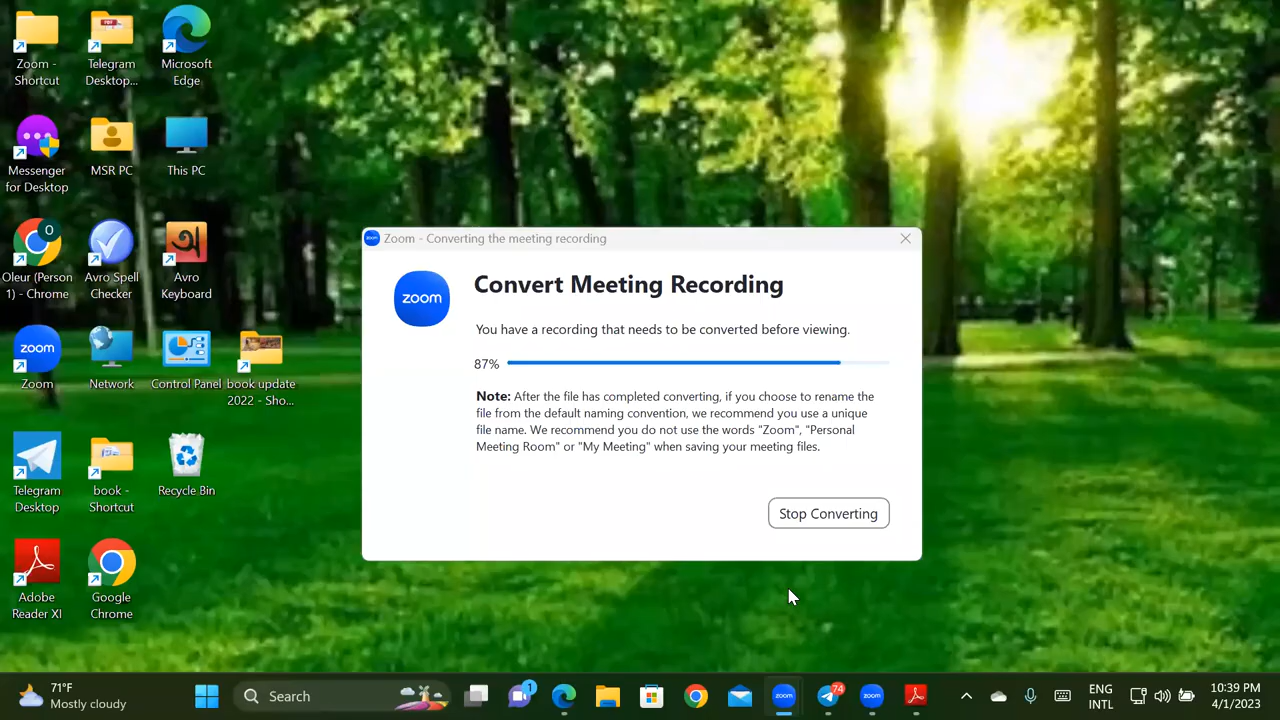 Zoom -
Shortcut
Telegram
Desktop...
Microsoft
Edge
Messenger
for Desktop
MSR PC
This PC
O
Oleur (Person
1) - Chrome
Avro Spell
Checker
অ
Avro
Keyboard
zoom
Zoom
Network
Control Panel
book update
2022 - Sho...
Telegram
Desktop
book -
Shortcut
Recycle Bin
Adobe
Reader XI
Google
Chrome
zoom
Zoom - Converting the meeting recording
zoom
Convert Meeting Recording
You have a recording that needs to be converted before viewing.
87%
Note: After the file has completed converting, if you choose to rename the
file from the default naming convention, we recommend you use a unique
file name. We recommend you do not use the words "Zoom", "Personal
Meeting Room" or "My Meeting" when saving your meeting files.
Stop Converting
71°F
Mostly cloudy
Search
1
zoom
74
zoom
ENG
INTL
10:39 PM
4/1/2023